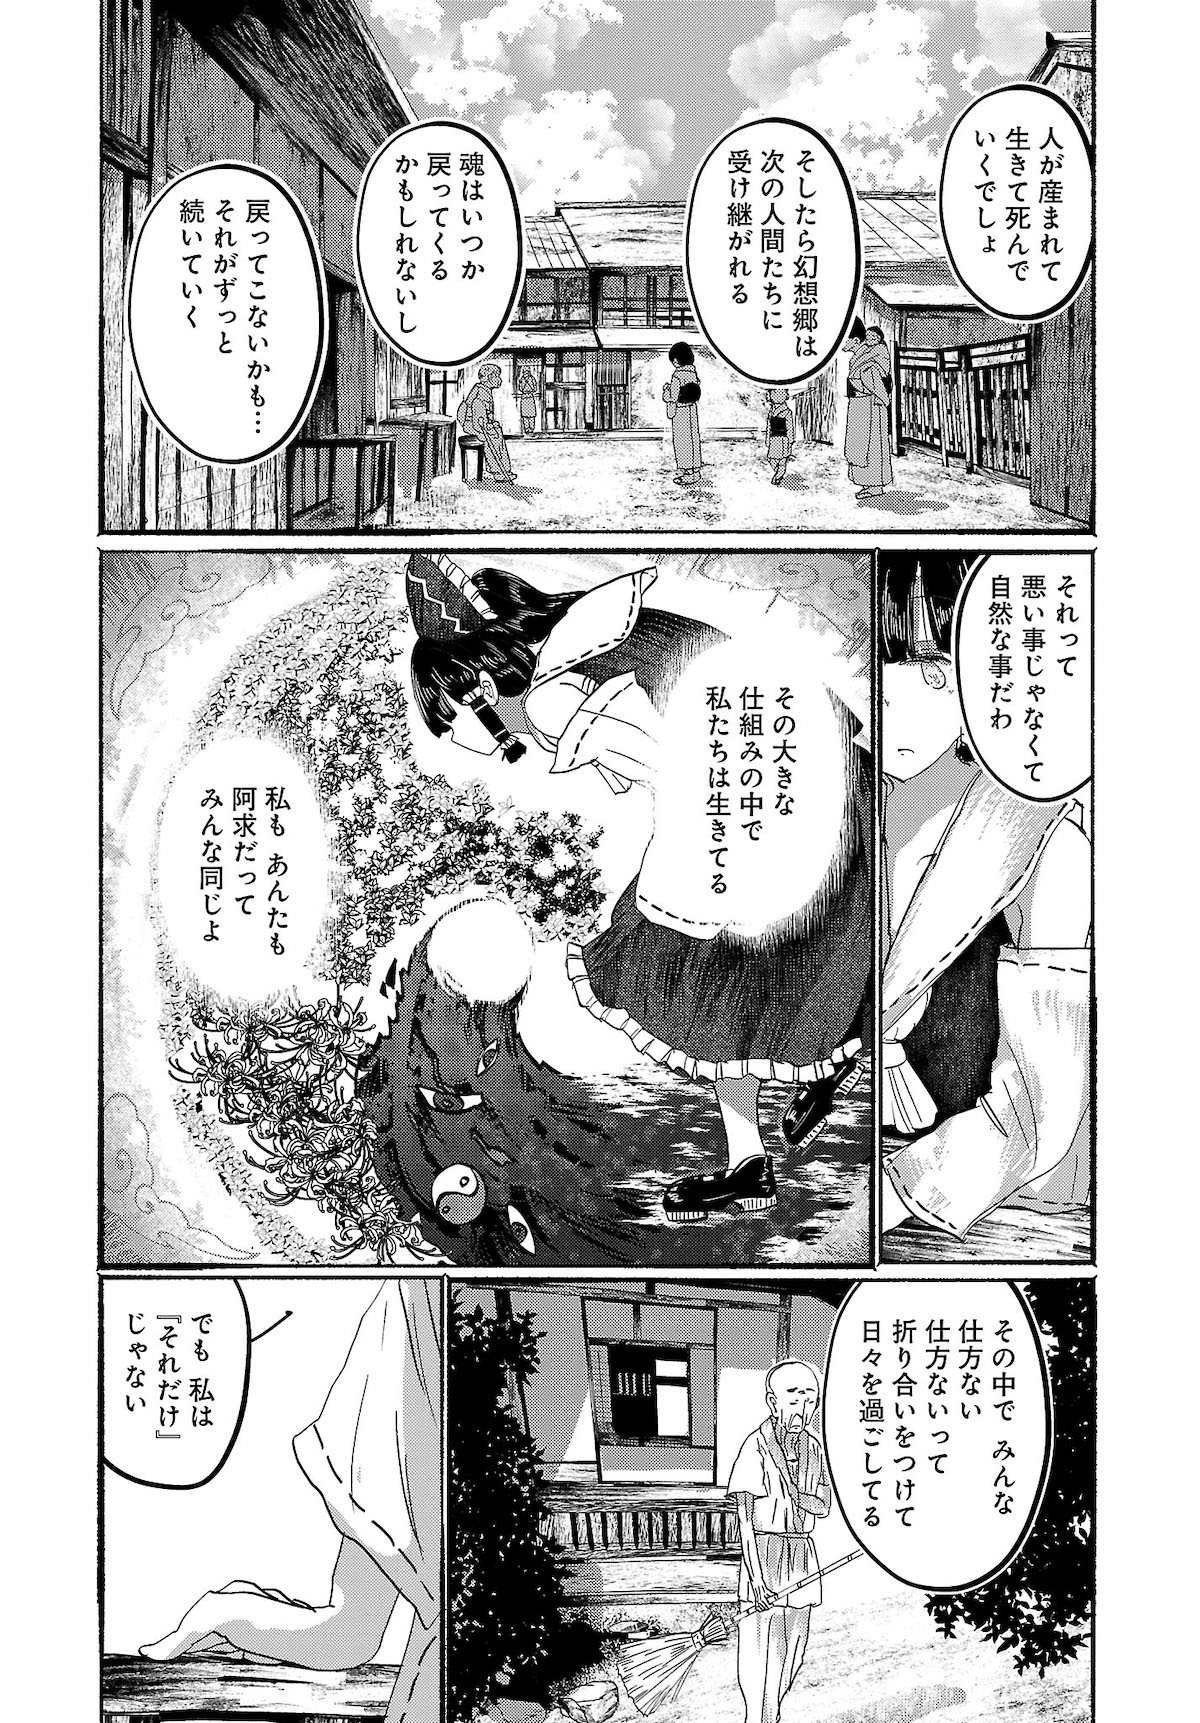 人が産まれて
生きて死んで
いくでしょ
そしたら幻想郷は
次の人間たちに
受け継がれる
魂はいつか
戻ってくる
かもしれないし
戻ってこないかも…
それがずっと
続いていく
それって
悪い事じゃなくて
自然な事だわ
その大きな
仕組みの中で
私たちは生きてる
私も あんたも
阿求だって
みんな同じよ
その中で みんな
仕方ない
仕方ないって
折り合いをつけて
日々を過ごしてる
でも 私は
『それだけ』
じゃない